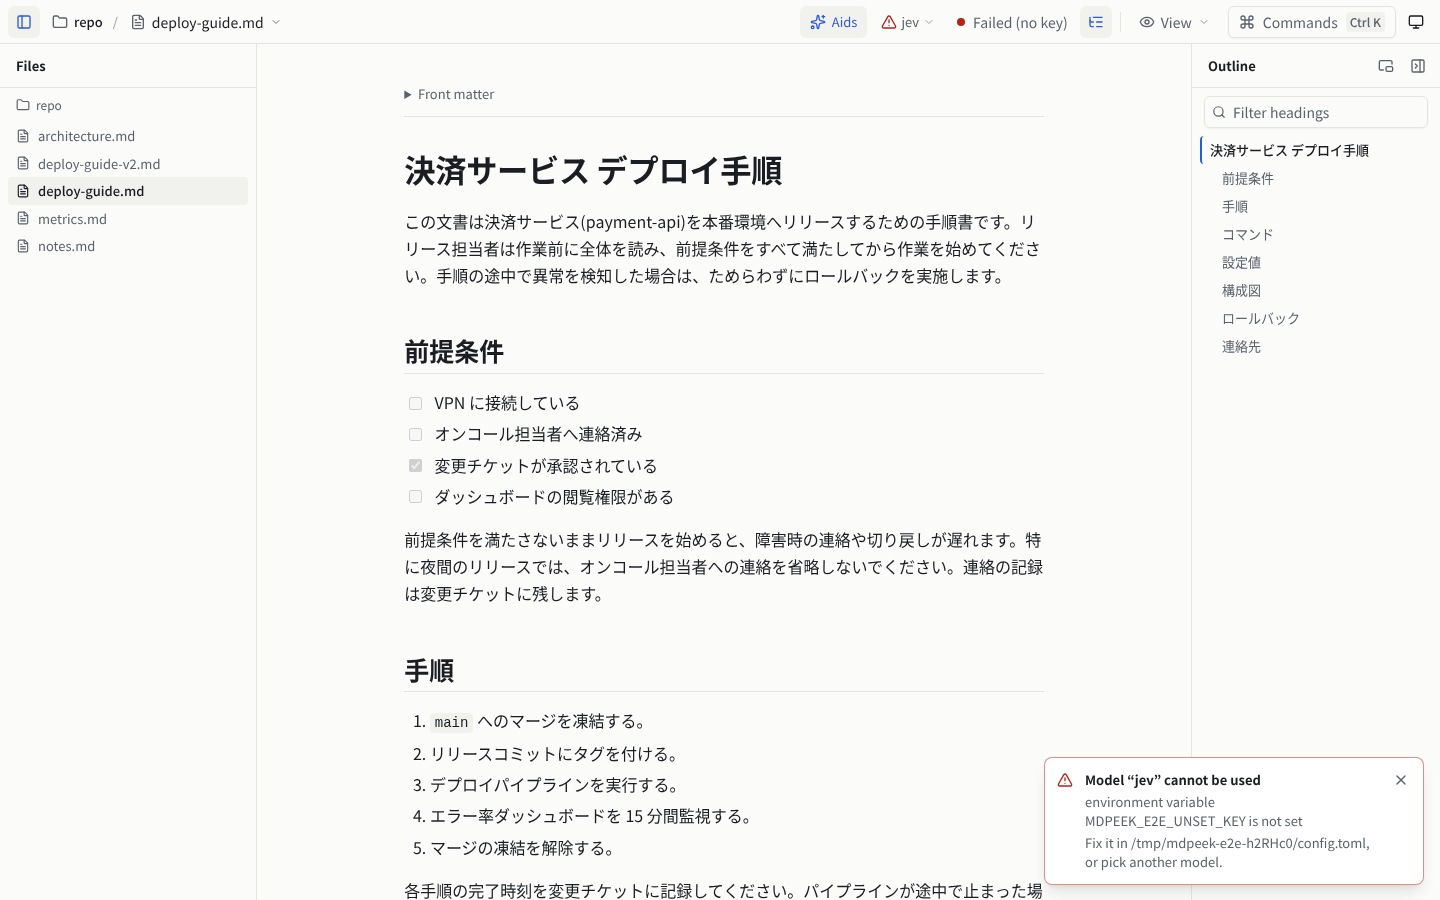 repo / deploy-guide.md
Aids
jev
Failed (no key)
View
Commands Ctrl K
Files
repo
architecture.md
deploy-guide-v2.md
deploy-guide.md
metrics.md
notes.md
Front matter
決済サービス デプロイ手順
この文書は決済サービス(payment-api)を本番環境へリリースするための手順書です。リ
リース担当者は作業前に全体を読み、前提条件をすべて満たしてから作業を始めてくださ
い。手順の途中で異常を検知した場合は、ためらわずにロールバックを実施します。
前提条件
VPN に接続している
オンコール担当者へ連絡済み
変更チケットが承認されている
ダッシュボードの閲覧権限がある
前提条件を満たさないままリリースを始めると、障害時の連絡や切り戻しが遅れます。特
に夜間のリリースでは、オンコール担当者への連絡を省略しないでください。連絡の記録
は変更チケットに残します。
手順
1. main へのマージを凍結する。
2. リリースコミットにタグを付ける。
3. デプロイパイプラインを実行する。
4. エラー率ダッシュボードを 15 分間監視する。
5. マージの凍結を解除する。
各手順の完了時刻を変更チケットに記録してください。パイプラインが途中で止まった場
Outline
Filter headings
決済サービス デプロイ手順
前提条件
手順
コマンド
設定値
構成図
ロールバック
連絡先
Model “jev” cannot be used
environment variable
MDPEEK_E2E_UNSET_KEY is not set
Fix it in /tmp/mdpeek-e2e-h2RHc0/config.toml,
or pick another model.